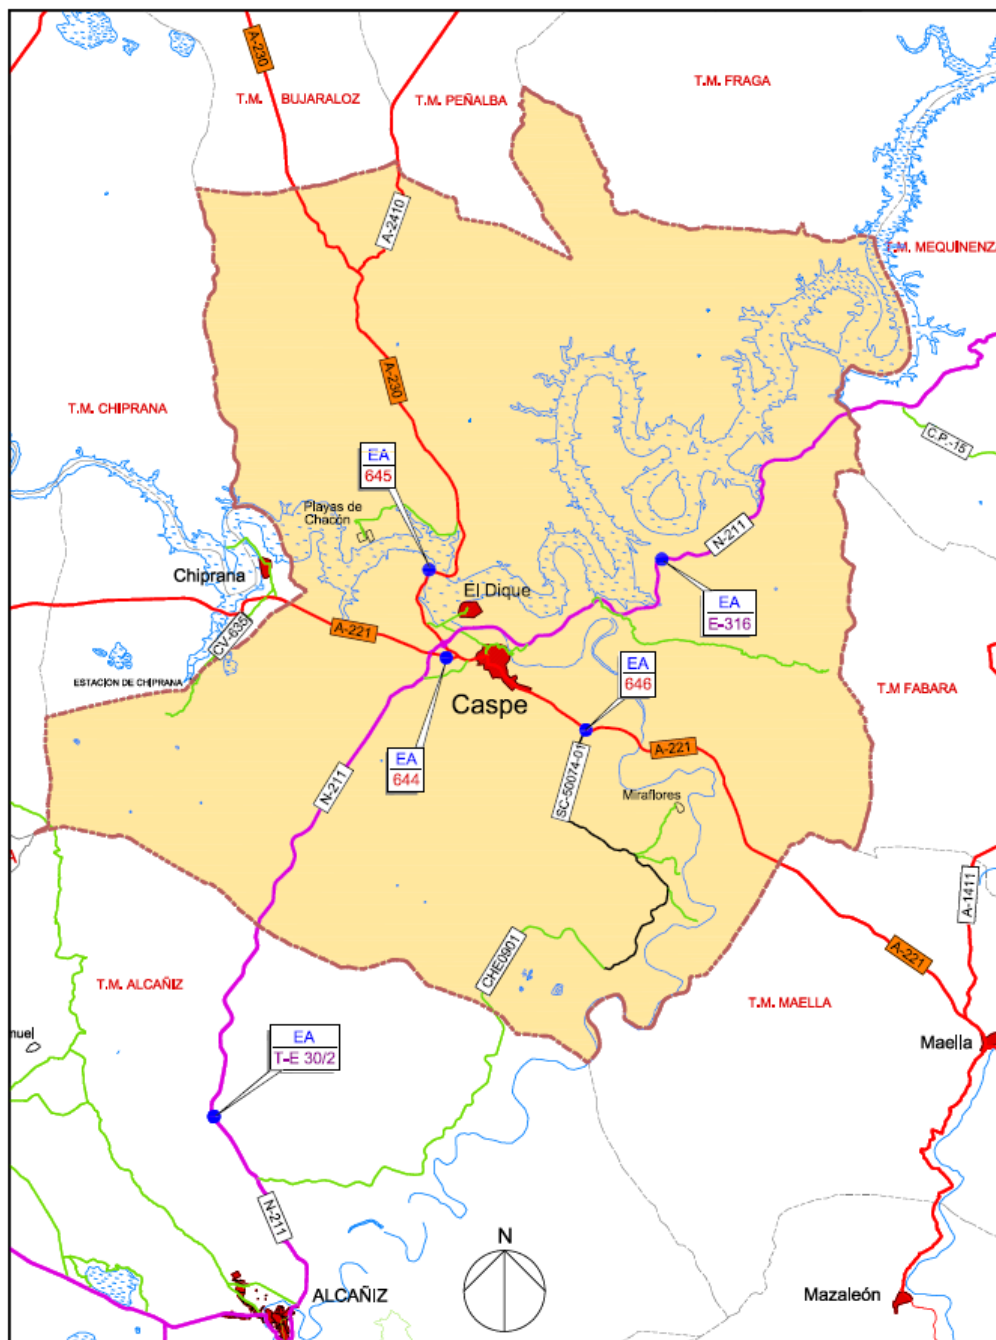 A-230
T.M. BUJARALOZ
T.M. PEÑALBA
T.M. FRAGA
A-2410
T.M. MEQUINENZA
A-230
T.M. CHIPRANA
C.P.-15
EA
645
Playas de
Chacón
N-211
Chiprana
El Dique
EA
E-316
A-221
CV-635
EA
646
ESTACIÓN DE CHIPRANA
T.M FABARA
Caspe
A-221
EA
644
N-211
SC-50074-01
Miraflores
A-1411
A-221
CHE0901
T.M. ALCAÑIZ
T.M. MAELLA
nuel
EA
T-E 30/2
Maella
N-211
N
ALCAÑIZ
Mazaleón